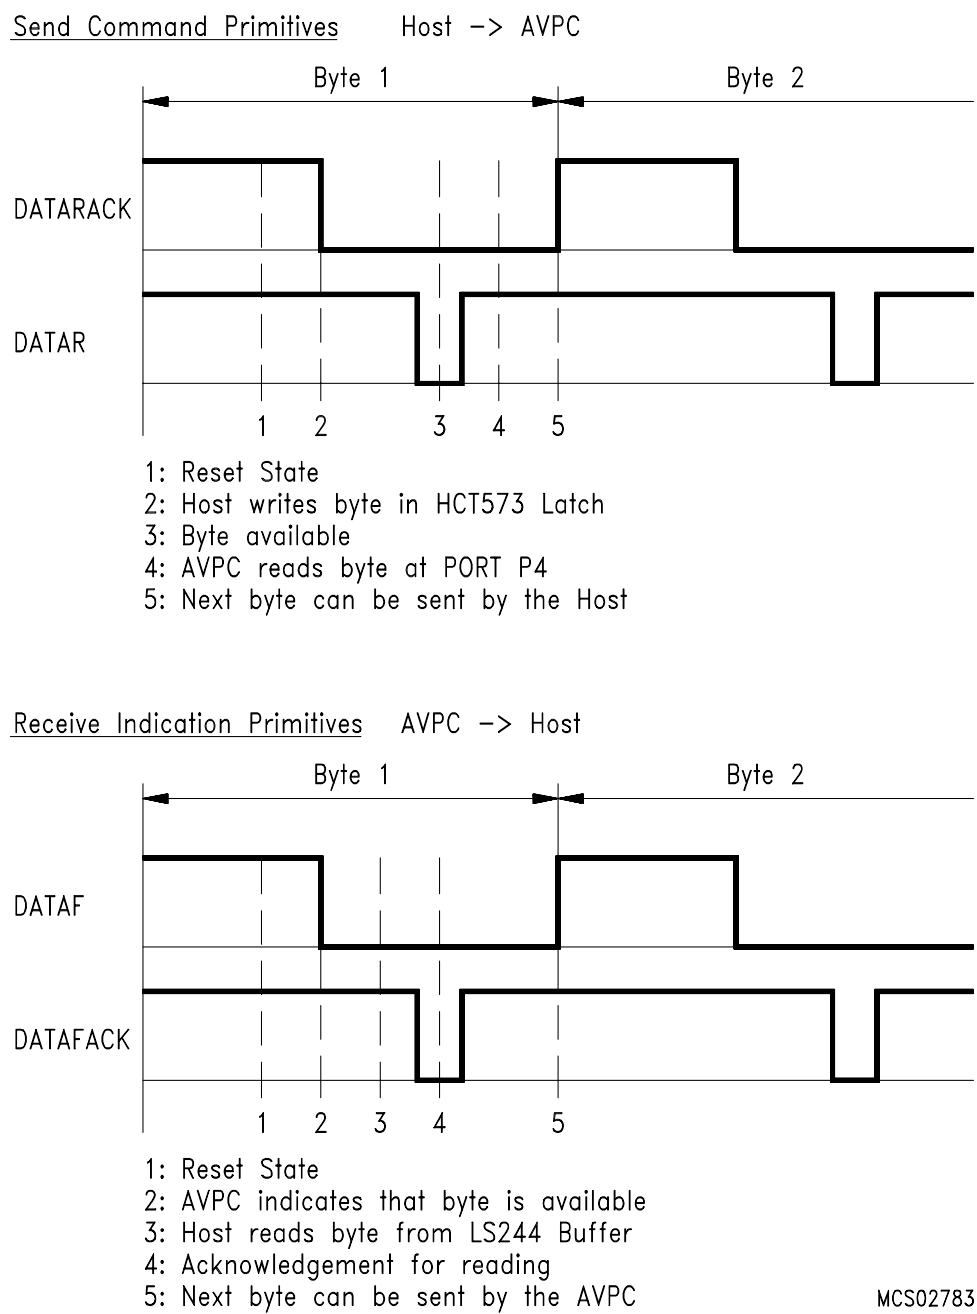 Send Command Primitives Host -> AVPC
Byte 1 Byte 2
DATARACK
DATAR
1 2 3 4 5
1: Reset State
2: Host writes byte in HCT573 Latch
3: Byte available
4: AVPC reads byte at PORT P4
5: Next byte can be sent by the Host
Receive Indication Primitives AVPC -> Host
Byte 1 Byte 2
DATAF
DATAFACK
1 2 3 4 5
1: Reset State
2: AVPC indicates that byte is available
3: Host reads byte from LS244 Buffer
4: Acknowledgement for reading
5: Next byte can be sent by the AVPC
MCS02783